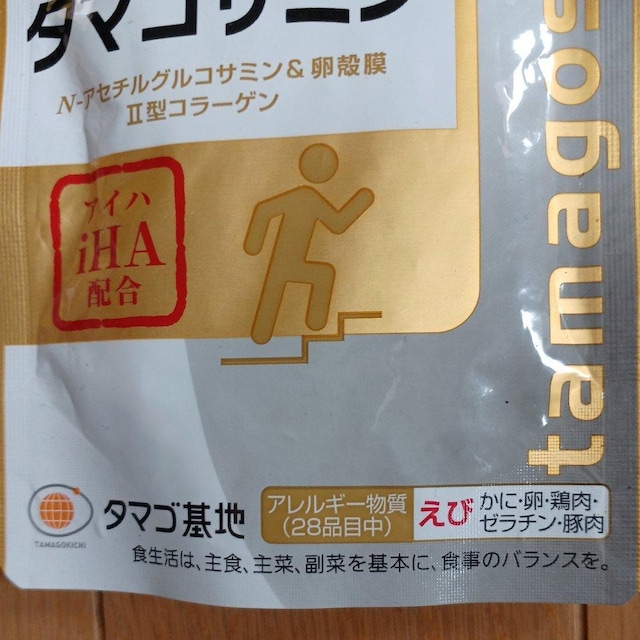 タマゴサミン
N-アセチルグルコサミン&卵殻膜
II型コラーゲン
アイハ
iHA
配合
tamagos
タマゴ基地
TAMAGOKICHI
アレルギー物質
(28品目中)
えび
かに・卵・鶏肉・
ゼラチン・豚肉
食生活は、主食、主菜、副菜を基本に、食事のバランスを。